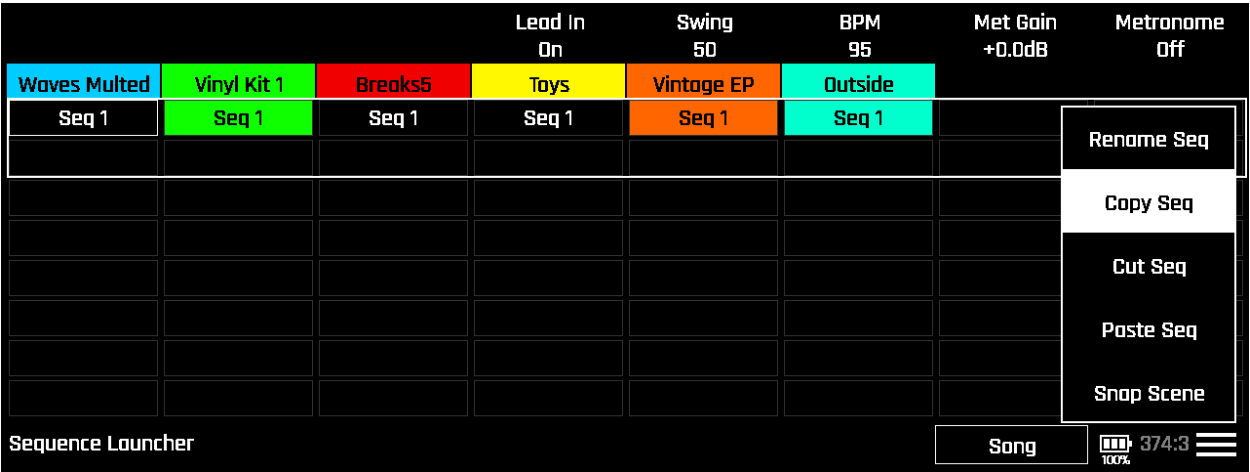 Lead In Swing BPM Met Gain Metronome
On 50 95 +0.0dB Off
Waves Multed Vinyl Kit 1 Breaks5 Toys Vintage EP Outside
Seq 1 Seq 1 Seq 1 Seq 1 Seq 1 Seq 1
Rename Seq
Copy Seq
Cut Seq
Paste Seq
Snap Scene
Sequence Launcher Song 100% 374:3